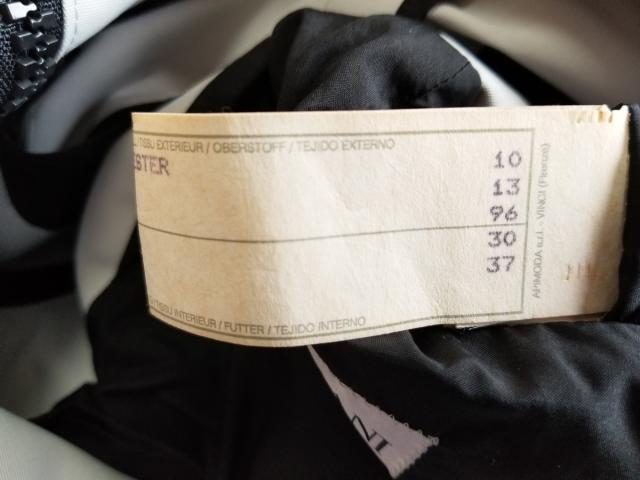 / TISSU EXTERIEUR / OBERSTOFF / TEJIDO EXTERNO
ESTER 10
13
96
30
37
/ TISSU INTERIEUR / FUTTER / TEJIDO INTERNO
APIMODA s.r.l. - VINCI (Firenze)
12